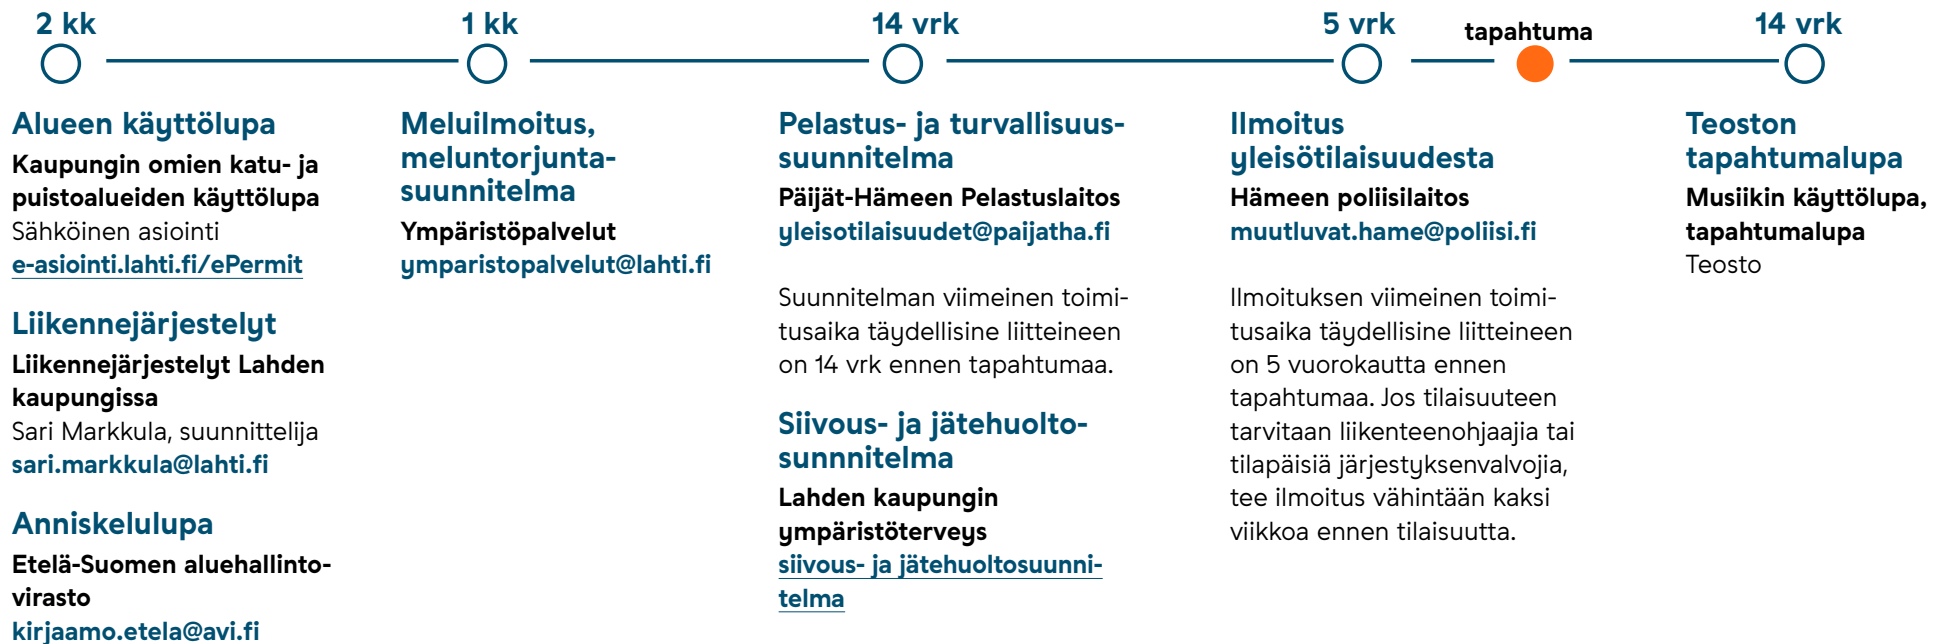 2 kk
1 kk
14 vrk
5 vrk
tapahtuma
14 vrk
Alueen käyttölupa
Kaupungin omien katu- ja
puistoalueiden käyttölupa
Sähköinen asiointi
e-asiointi.lahti.fi/ePermit
Liikennejärjestelyt
Liikennejärjestelyt Lahden
kaupungissa
Sari Markkula, suunnittelija
sari.markkula@lahti.fi
Anniskelulupa
Etelä-Suomen aluehallinto-
virasto
kirjaamo.etela@avi.fi
Meluilmoitus,
meluntorjunta-
suunnitelma
Ympäristöpalvelut
ymparistopalvelut@lahti.fi
Pelastus- ja turvallisuus-
suunnitelma
Päijät-Hämeen Pelastuslaitos
yleisotilaisuudet@paijatha.fi
Suunnitelman viimeinen toimi-
tusaika täydellisine liitteineen
on 14 vrk ennen tapahtumaa.
Siivous- ja jätehuolto-
sunnnitelma
Lahden kaupungin
ympäristöterveys
siivous- ja jätehuoltosuunni-
telma
Ilmoitus
yleisötilaisuudesta
Hämeen poliisilaitos
muutluvat.hame@poliisi.fi
Ilmoituksen viimeinen toimi-
tusaika täydellisine liitteineen
on 5 vuorokautta ennen
tapahtumaa. Jos tilaisuuteen
tarvitaan liikenteenohjaajia tai
tilapäisiä järjestyksenvalvojia,
tee ilmoitus vähintään kaksi
viikkoa ennen tilaisuutta.
Teoston
tapahtumalupa
Musiikin käyttölupa,
tapahtumalupa
Teosto